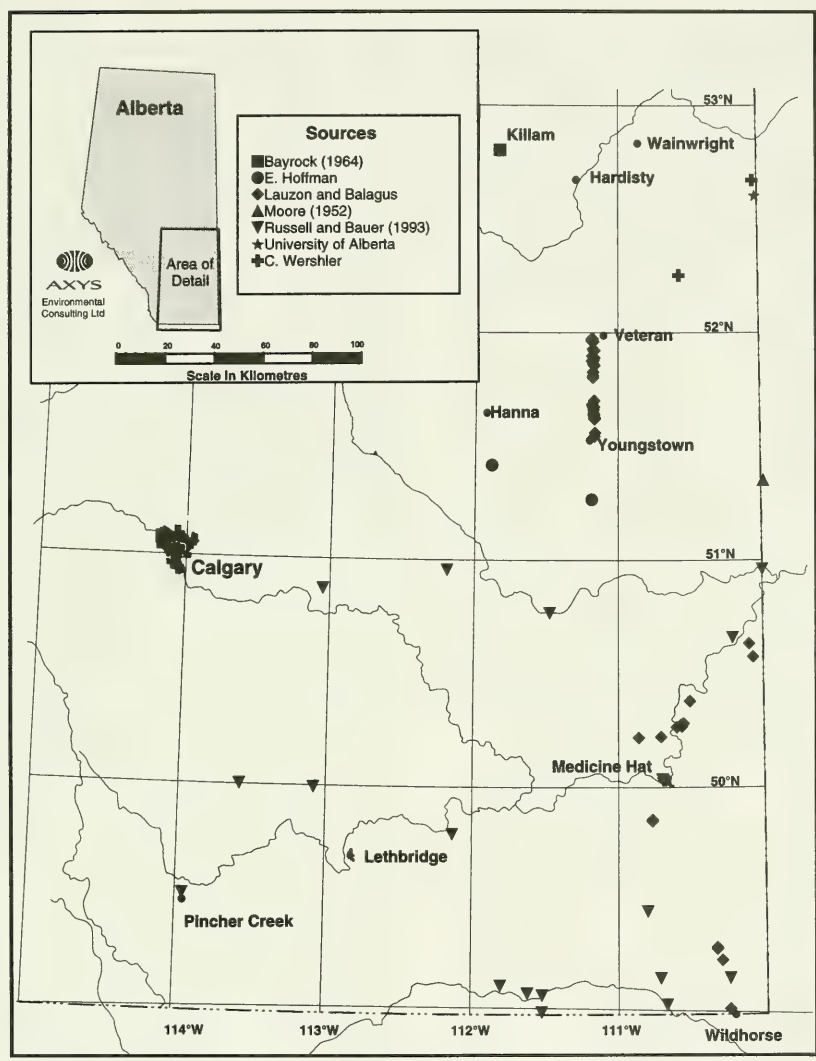 Alberta
Area of
Detail
AXYS
Environmental
Consulting Ltd
Sources
Bayrock (1964)
E. Hoffman
Lauzon and Balagus
Moore (1952)
Russell and Bauer (1993)
University of Alberta
C. Wershler
0 20 40 60 80 100
Scale In Kilometres
53°N
Killam
Wainwright
Hardisty
52°N
Veteran
Hanna
Youngstown
51°N
Calgary
Medicine Hat
50°N
Lethbridge
Pincher Creek
114°W 113°W 112°W 111°W
Wildhorse